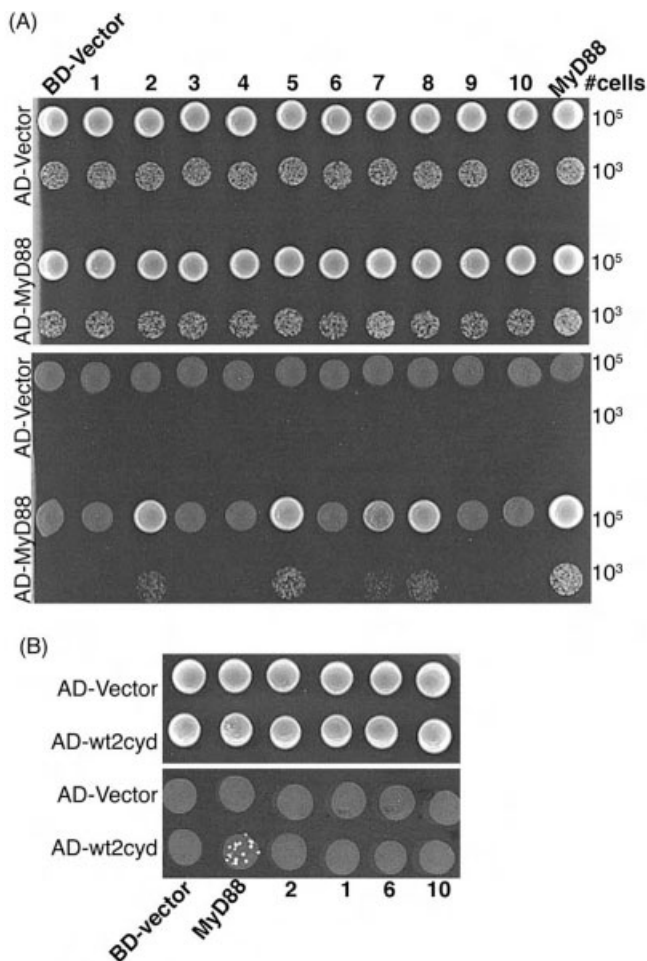 (A)
BD-Vector 1 2 3 4 5 6 7 8 9 10 MyD88 #cells
AD-Vector
10⁵
10³
AD-MyD88
10⁵
10³
AD-Vector
10⁵
10³
AD-MyD88
10⁵
10³
(B)
AD-Vector
AD-wt2cyd
AD-Vector
AD-wt2cyd
BD-vector MyD88 2 1 6 10